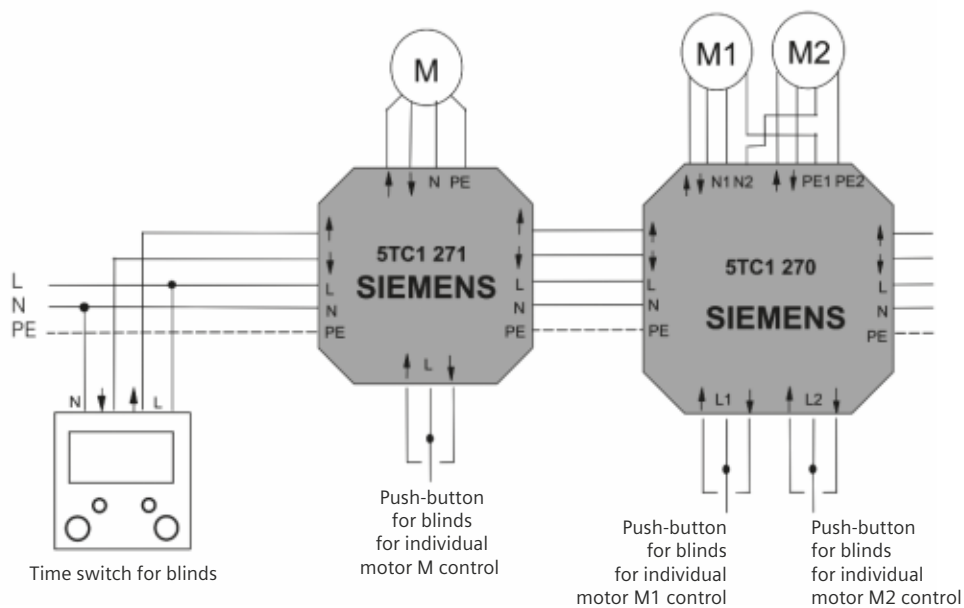 M
M1 M2
↑ ↓ N PE
↑ ↓ N1 N2 ↑ ↓ PE1 PE2
↑ ↑ ↑ ↑
5TC1 271
SIEMENS
5TC1 270
SIEMENS
↓ ↓ ↓ ↓
L L L L L
N N N N N
PE PE PE PE PE
↑ L ↓
N ↓ ↑ L
↑ L1 ↓ ↑ L2 ↓
Time switch for blinds
Push-button
for blinds
for individual
motor M control
Push-button
for blinds
for individual
motor M1 control
Push-button
for blinds
for individual
motor M2 control